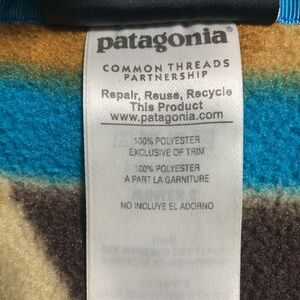 patagonia®
COMMON THREADS
PARTNERSHIP
Repair, Reuse, Recycle
This Product
www.patagonia.com
100% POLYESTER
EXCLUSIVE OF TRIM
100% POLYESTER
A PART LA GARNITURE
NO INCLUYE EL ADORNO